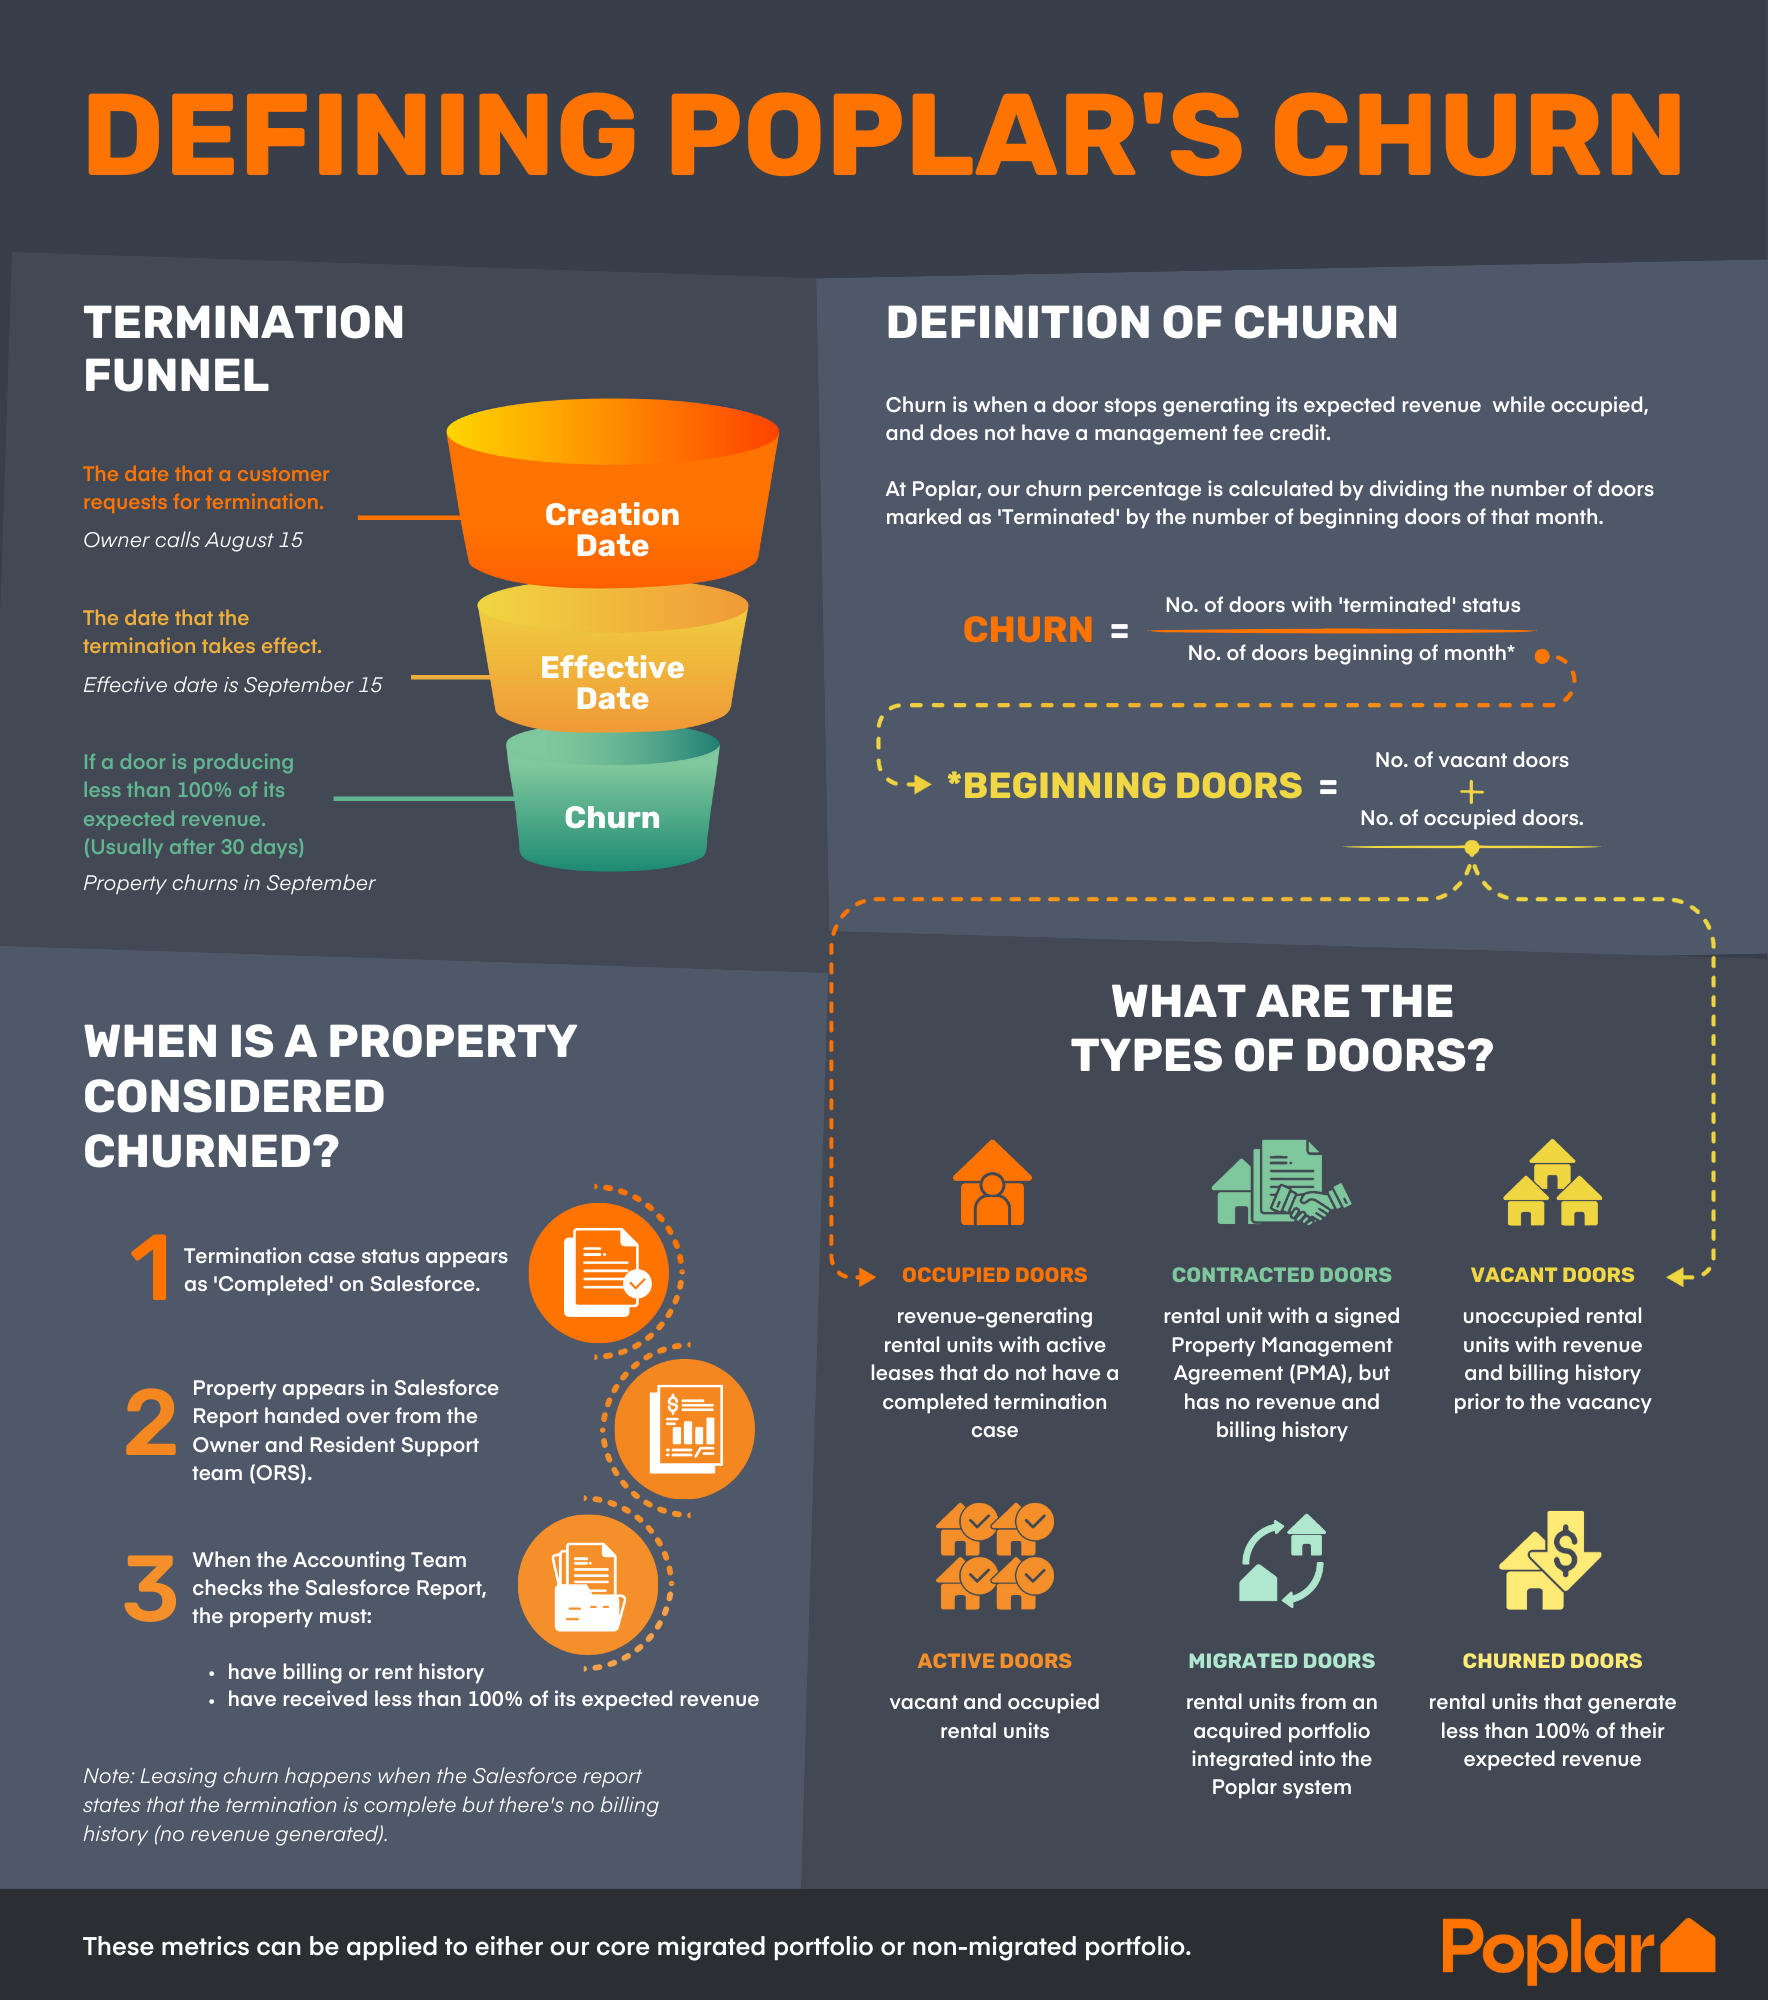 DEFINING POPLAR'S CHURN
TERMINATION
FUNNEL
The date that a customer
requests for termination.
Owner calls August 15
Creation
Date
The date that the
termination takes effect.
Effective date is September 15
Effective
Date
If a door is producing
less than 100% of its
expected revenue.
(Usually after 30 days)
Property churns in September
Churn
DEFINITION OF CHURN
Churn is when a door stops generating its expected revenue  while occupied,
and does not have a management fee credit.
At Poplar, our churn percentage is calculated by dividing the number of doors
marked as 'Terminated' by the number of beginning doors of that month.
CHURN =
No. of doors with 'terminated' status
No. of doors beginning of month*
*BEGINNING DOORS =
No. of vacant doors
+
No. of occupied doors.
WHEN IS A PROPERTY
CONSIDERED
CHURNED?
1
Termination case status appears
as 'Completed' on Salesforce.
2
Property appears in Salesforce
Report handed over from the
Owner and Resident Support
team (ORS).
$
3
When the Accounting Team
checks the Salesforce Report,
the property must:
• have billing or rent history
• have received less than 100% of its expected revenue
Note: Leasing churn happens when the Salesforce report
states that the termination is complete but there's no billing
history (no revenue generated).
WHAT ARE THE
TYPES OF DOORS?
OCCUPIED DOORS
revenue-generating
rental units with active
leases that do not have a
completed termination
case
CONTRACTED DOORS
rental unit with a signed
Property Management
Agreement (PMA), but
has no revenue and
billing history
VACANT DOORS
unoccupied rental
units with revenue
and billing history
prior to the vacancy
ACTIVE DOORS
vacant and occupied
rental units
MIGRATED DOORS
rental units from an
acquired portfolio
integrated into the
Poplar system
$
CHURNED DOORS
rental units that generate
less than 100% of their
expected revenue
These metrics can be applied to either our core migrated portfolio or non-migrated portfolio.
Poplar